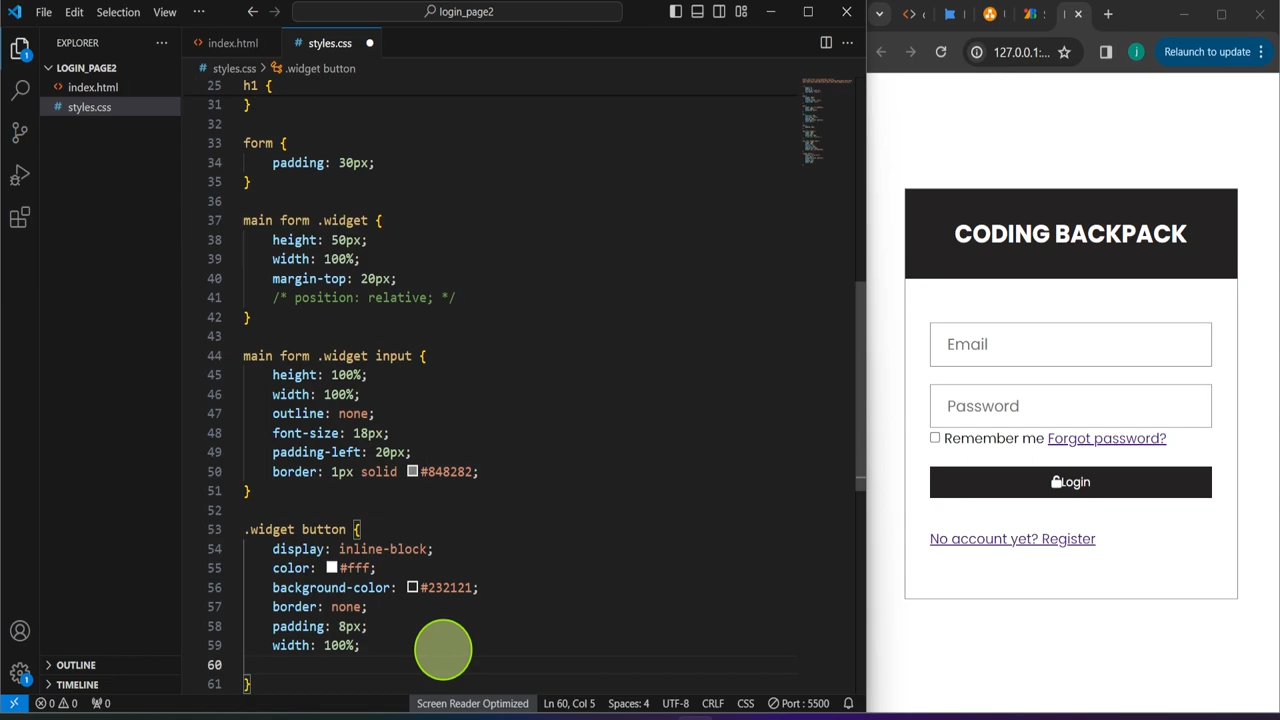 File Edit Selection View ··· login_page2
127.0.0.1: i Relaunch to update
EXPLORER ···
index.html
# styles.css
LOGIN_PAGE2
index.html
# styles.css
# styles.css > .widget button
25 h1 {
31 }
32
33 form {
34 padding: 30px;
35 }
36
37 main form .widget {
38 height: 50px;
39 width: 100%;
40 margin-top: 20px;
41 /* position: relative; */
42 }
43
44 main form .widget input {
45 height: 100%;
46 width: 100%;
47 outline: none;
48 font-size: 18px;
49 padding-left: 20px;
50 border: 1px solid #848282;
51 }
52
53 .widget button {
54 display: inline-block;
55 color: #fff;
56 background-color: #232121;
57 border: none;
58 padding: 8px;
59 width: 100%;
60
61 }
1
1
OUTLINE
TIMELINE
0 0 0 Screen Reader Optimized Ln 60, Col 5 Spaces: 4 UTF-8 CRLF CSS Port : 5500
CODING BACKPACK
Email
Password
Remember me Forgot password?
Login
No account yet? Register